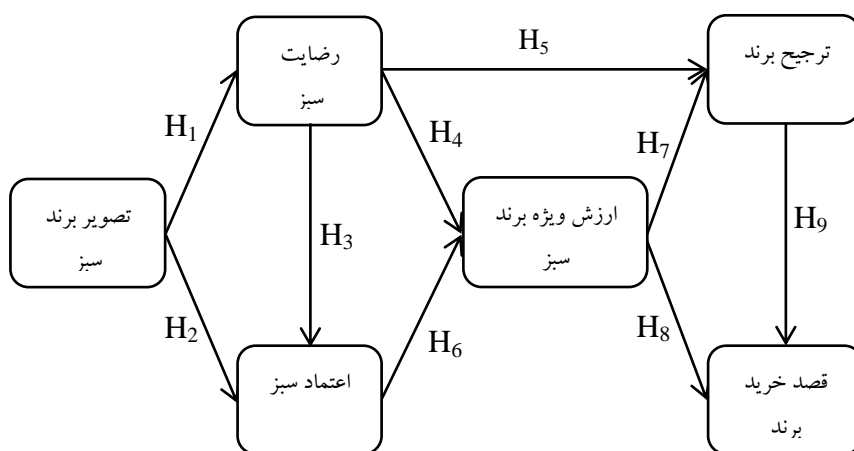 رضایت
سبز
H5
ترجیح برند
H1
H4
H7
تصویر برند
سبز
H3
ارزش ویژه برند
سبز
H9
H2
H6
H8
اعتماد سبز
قصد خرید
برند